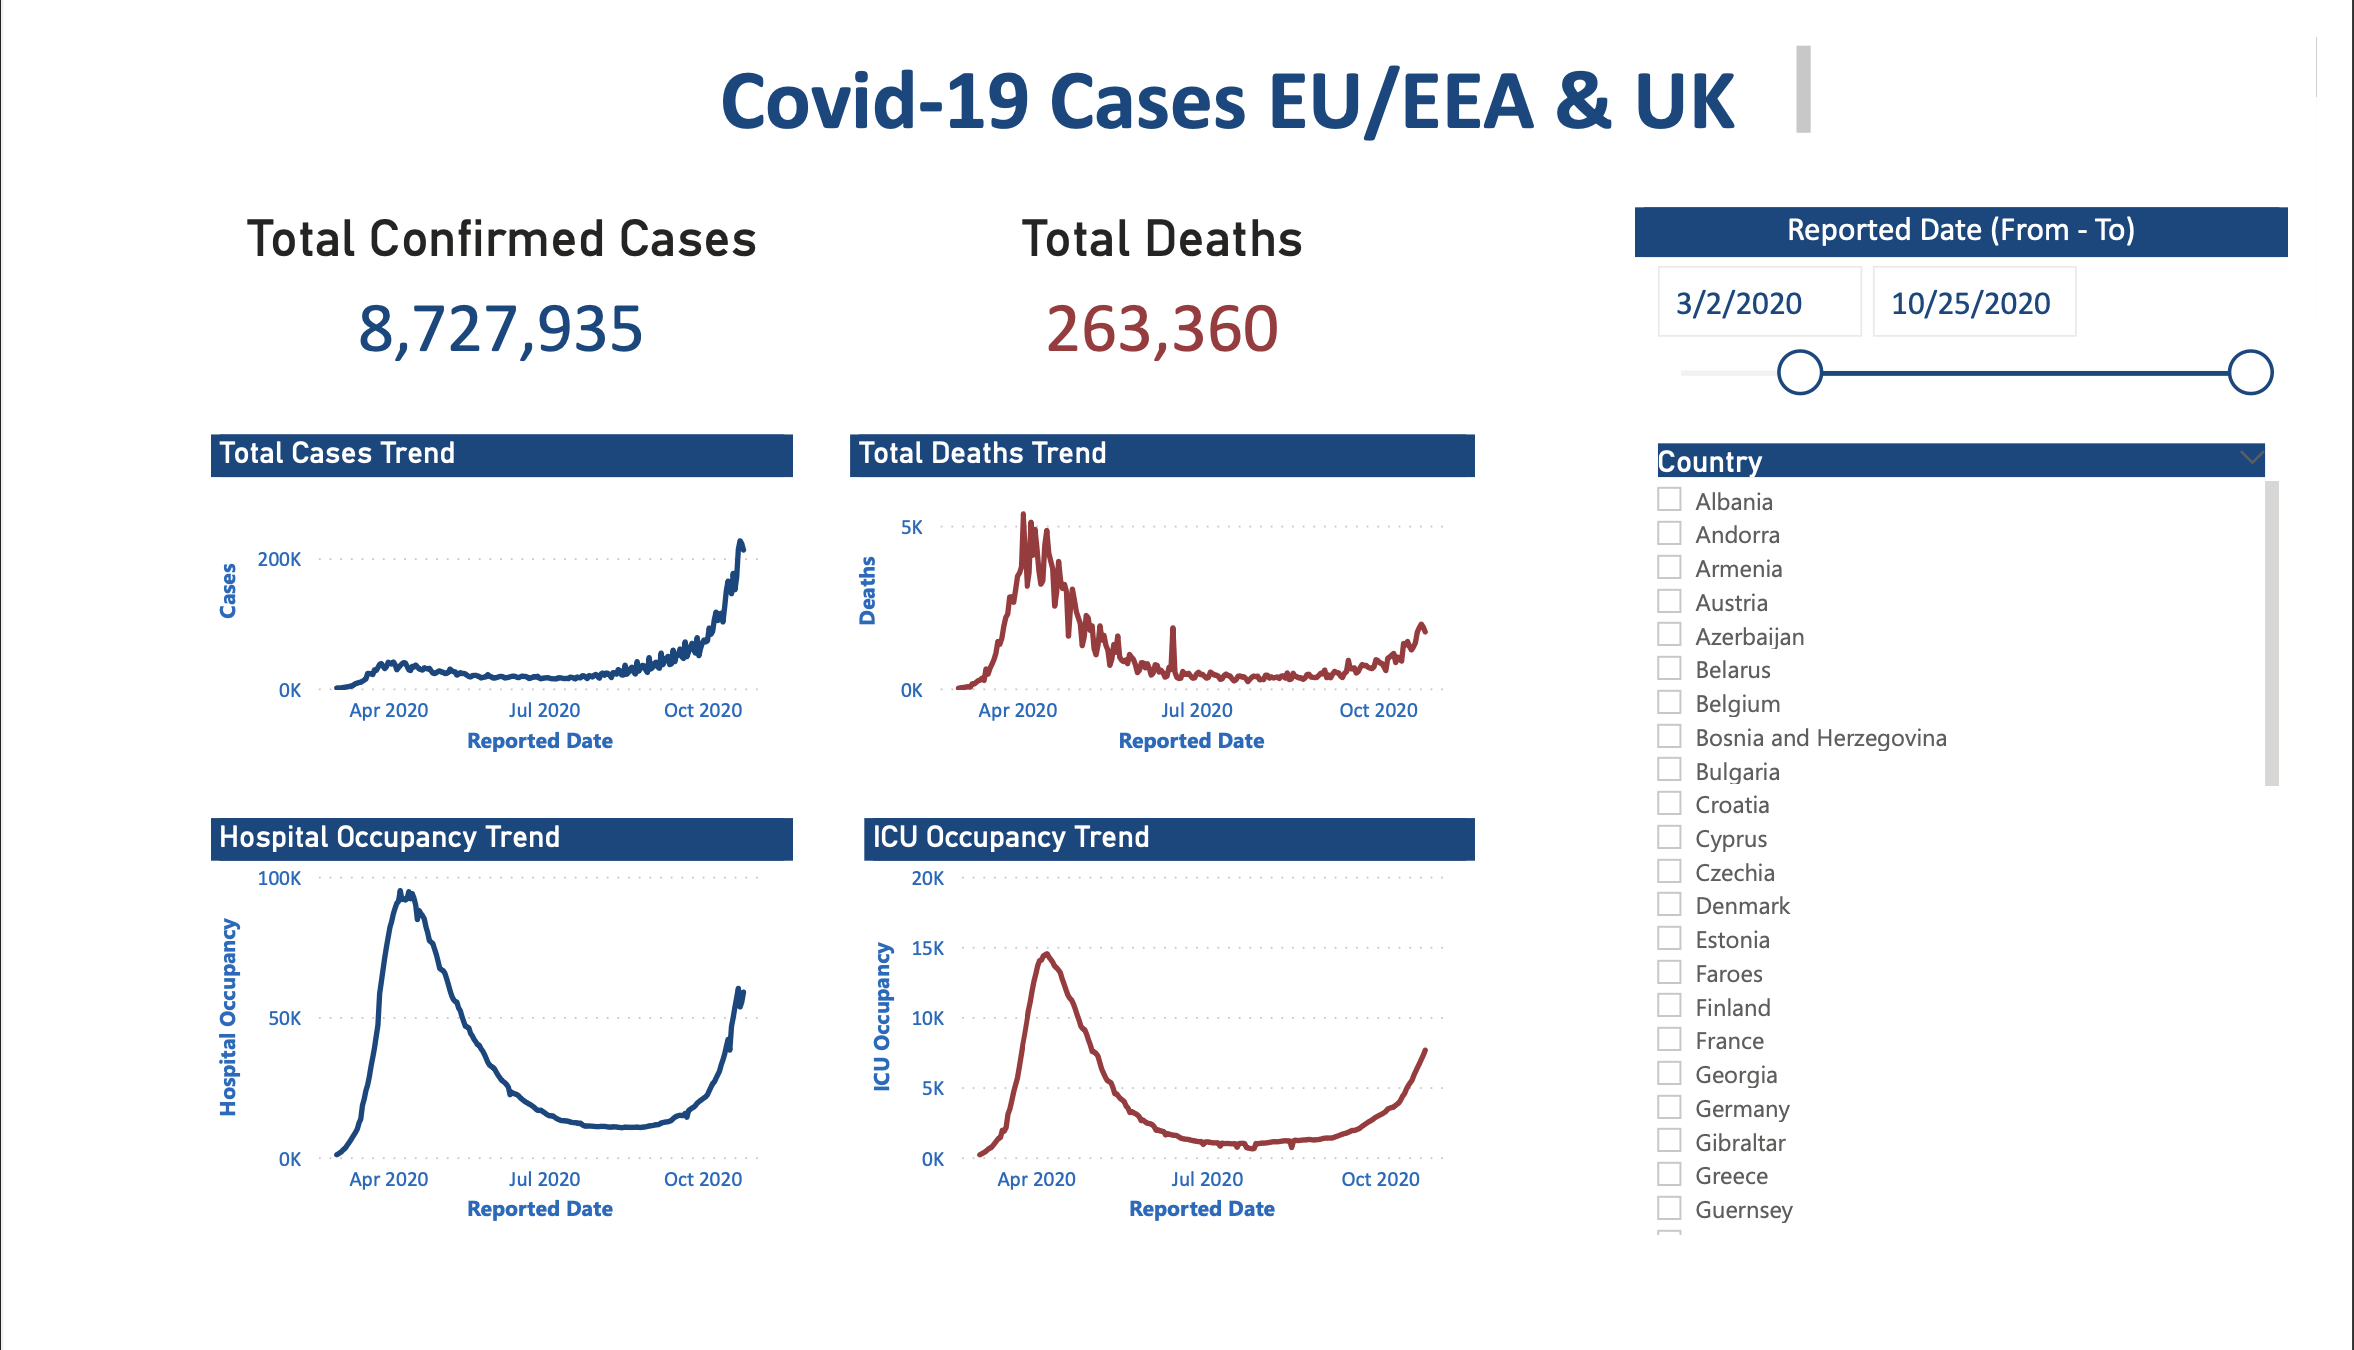 Covid-19 Cases EU/EEA & UK
Total Confirmed Cases
8,727,935
Total Deaths
263,360
Reported Date (From - To)
3/2/2020
10/25/2020
Total Cases Trend
Cases
200K
0K
Apr 2020
Jul 2020
Oct 2020
Reported Date
Total Deaths Trend
Deaths
5K
0K
Apr 2020
Jul 2020
Oct 2020
Reported Date
Hospital Occupancy Trend
Hospital Occupancy
100K
50K
0K
Apr 2020
Jul 2020
Oct 2020
Reported Date
ICU Occupancy Trend
ICU Occupancy
20K
15K
10K
5K
0K
Apr 2020
Jul 2020
Oct 2020
Reported Date
Country
Albania
Andorra
Armenia
Austria
Azerbaijan
Belarus
Belgium
Bosnia and Herzegovina
Bulgaria
Croatia
Cyprus
Czechia
Denmark
Estonia
Faroes
Finland
France
Georgia
Germany
Gibraltar
Greece
Guernsey